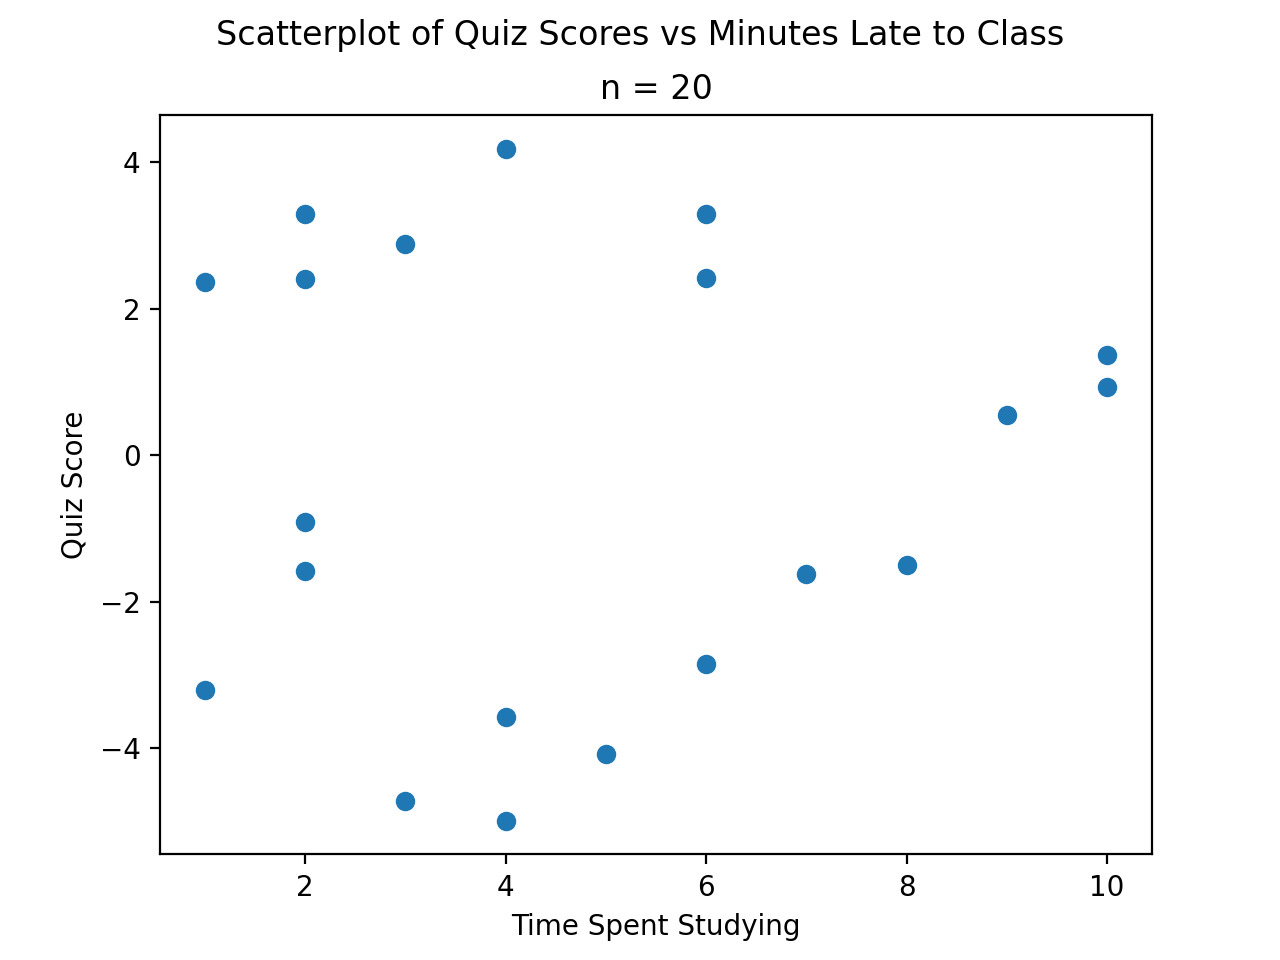 Scatterplot of Quiz Scores vs Minutes Late to Class
n = 20
4
2
0
−2
−4
Quiz Score
2 4 6 8 10
Time Spent Studying